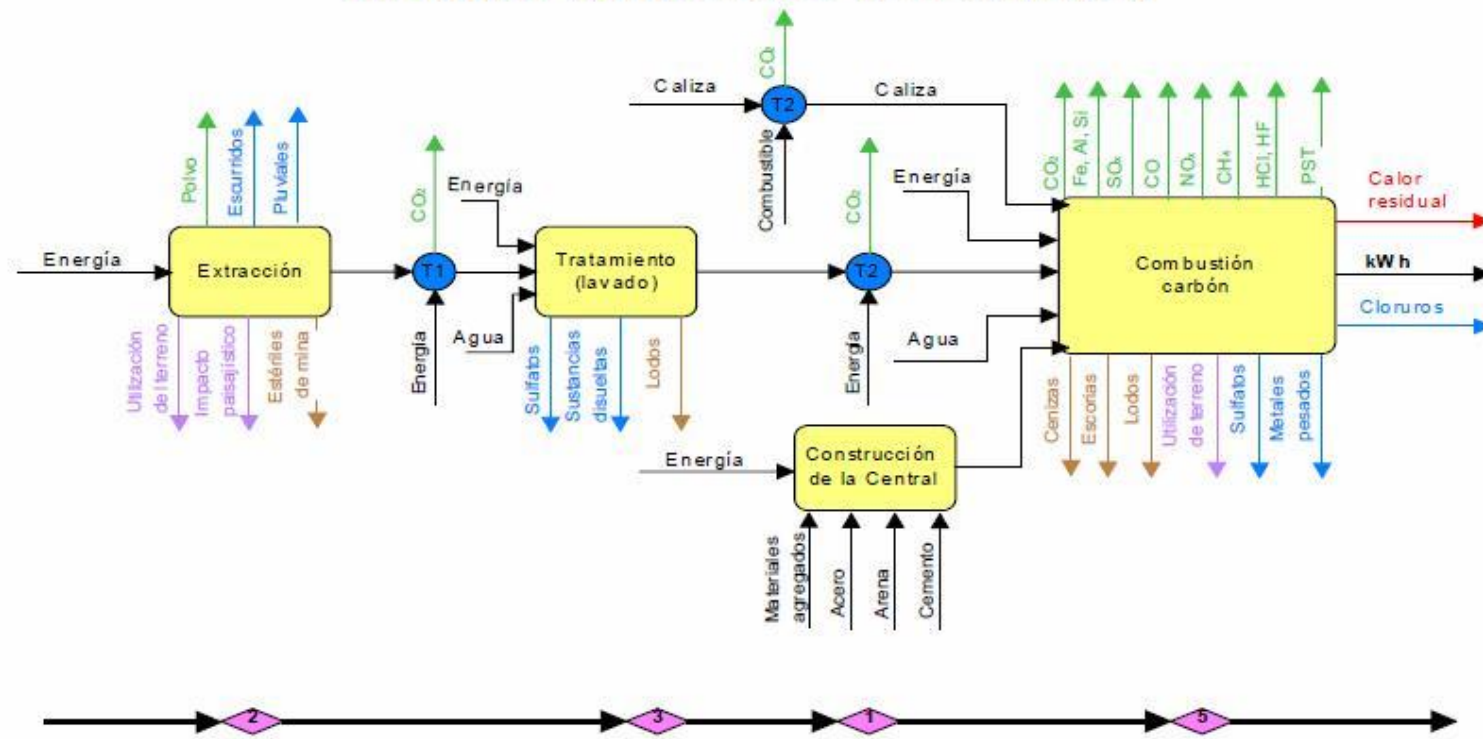 CO₂
Caliza
T2
Caliza
Combustible
Polvo
Escurridos
Pluviales
CO₂
Energía
CO₂
Energía
CO₂
Fe, Al, Si
SOₓ
CO
NOₓ
CH₄
HCl, HF
PST
Calor
residual
Energía
Extracción
T1
Tratamiento
(lavado)
T2
Combustión
carbón
kWh
Cloruros
Agua
Energía
Agua
Energía
Utilización
del terreno
Impacto
paisajístico
Estériles
de mina
Sulfatos
Sustancias
disueltas
Lodos
Cenizas
Escorias
Lodos
Utilización
de terreno
Sulfatos
Metales
pesados
Energía
Construcción
de la Central
Materiales
agregados
Acero
Arena
Cemento
2
3
1
5